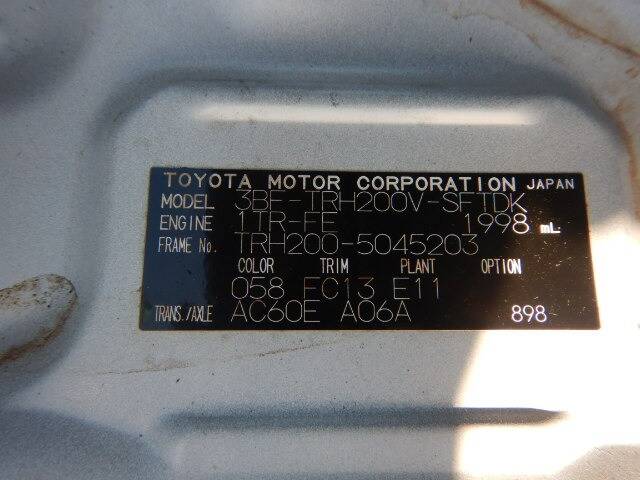 TOYOTA MOTOR CORPORATION JAPAN
MODEL 3BF-TRH200V-SFTDK
ENGINE 1TR-FE 1998 mL
FRAME No. TRH200-5045203
COLOR TRIM PLANT OPTION
058 FC13 E11
TRANS./AXLE AC60E A06A 898